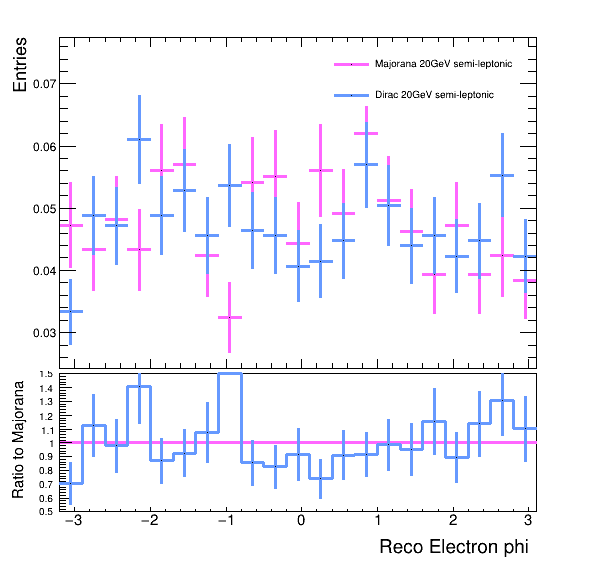 Entries
Majorana 20GeV semi-leptonic
Dirac 20GeV semi-leptonic
0.07
0.06
0.05
0.04
0.03
Ratio to Majorana
1.5
1.4
1.3
1.2
1.1
1
0.9
0.8
0.7
0.6
0.5
−3 −2 −1 0 1 2 3
Reco Electron phi